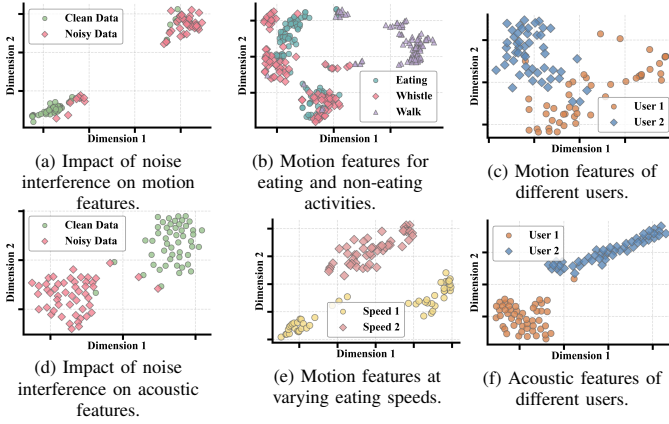 Dimension 2
Clean Data
Noisy Data
Dimension 1
(a) Impact of noise
interference on motion
features.
Dimension 2
Eating
Whistle
Walk
Dimension 1
(b) Motion features for
eating and non-eating
activities.
Dimension 2
User 1
User 2
Dimension 1
(c) Motion features of
different users.
Dimension 2
Clean Data
Noisy Data
Dimension 1
(d) Impact of noise
interference on acoustic
features.
Dimension 2
Speed 1
Speed 2
Dimension 1
(e) Motion features at
varying eating speeds.
Dimension 2
User 1
User 2
Dimension 1
(f) Acoustic features of
different users.